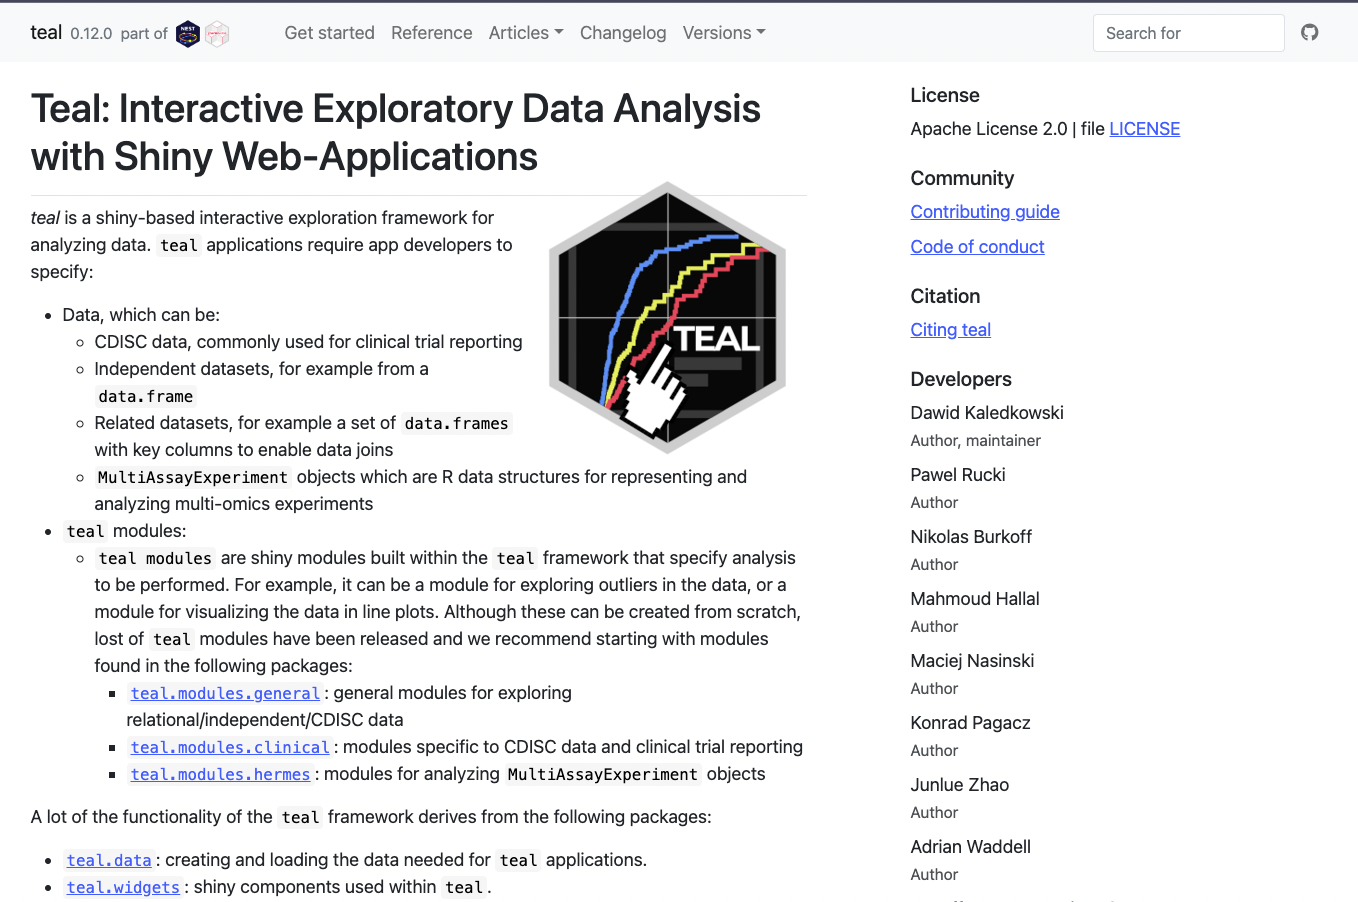 teal 0.12.0 part of NEST Get started Reference Articles Changelog Versions Search for
Teal: Interactive Exploratory Data Analysis
with Shiny Web-Applications
teal is a shiny-based interactive exploration framework for
analyzing data. teal applications require app developers to
specify:
Data, which can be:
CDISC data, commonly used for clinical trial reporting
Independent datasets, for example from a
data.frame
Related datasets, for example a set of data.frames
with key columns to enable data joins
MultiAssayExperiment objects which are R data structures for representing and
analyzing multi-omics experiments
TEAL
teal modules:
teal modules are shiny modules built within the teal framework that specify analysis
to be performed. For example, it can be a module for exploring outliers in the data, or a
module for visualizing the data in line plots. Although these can be created from scratch,
lost of teal modules have been released and we recommend starting with modules
found in the following packages:
teal.modules.general: general modules for exploring
relational/independent/CDISC data
teal.modules.clinical: modules specific to CDISC data and clinical trial reporting
teal.modules.hermes: modules for analyzing MultiAssayExperiment objects
A lot of the functionality of the teal framework derives from the following packages:
teal.data: creating and loading the data needed for teal applications.
teal.widgets: shiny components used within teal.
License
Apache License 2.0 | file LICENSE
Community
Contributing guide
Code of conduct
Citation
Citing teal
Developers
Dawid Kaledkowski
Author, maintainer
Pawel Rucki
Author
Nikolas Burkoff
Author
Mahmoud Hallal
Author
Maciej Nasinski
Author
Konrad Pagacz
Author
Junlue Zhao
Author
Adrian Waddell
Author